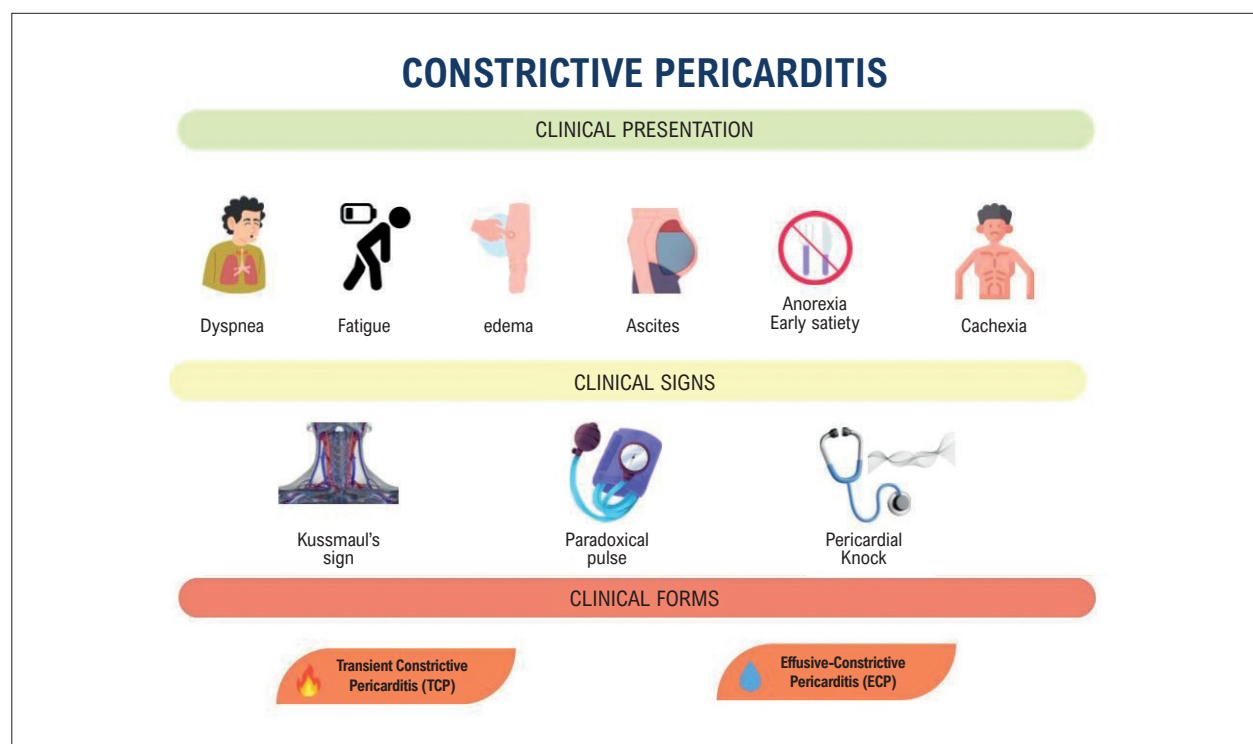 CONSTRICTIVE PERICARDITIS
CLINICAL PRESENTATION
Dyspnea
Fatigue
edema
Ascites
Anorexia
Early satiety
Cachexia
CLINICAL SIGNS
Kussmaul's
sign
Paradoxical
pulse
Pericardial
Knock
CLINICAL FORMS
Transient Constrictive
Pericarditis (TCP)
Effusive-Constrictive
Pericarditis (ECP)